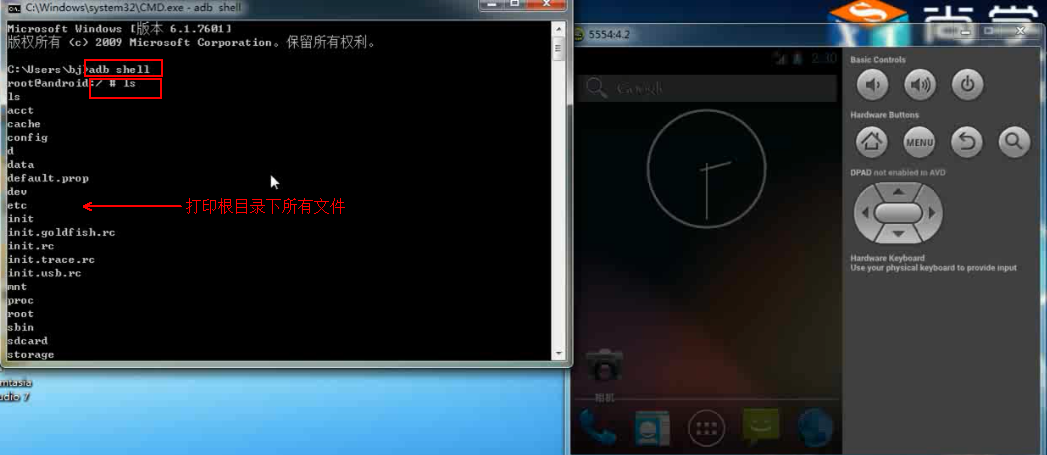 C:\Windows\system32\CMD.exe - adb shell
Microsoft Windows [版本 6.1.7601]
版权所有 (c) 2009 Microsoft Corporation。保留所有权利。
C:\Users\bj>adb shell
root@android:/ # ls
ls
acct
cache
config
d
data
default.prop
dev
etc
打印根目录下所有文件
init
init.goldfish.rc
init.rc
init.trace.rc
init.usb.rc
mnt
proc
root
sbin
sdcard
storage
5554:4.2
2:30
Google
相机
Basic Controls
Hardware Buttons
MENU
DPAD not enabled in AVD
Hardware Keyboard
Use your physical keyboard to provide input